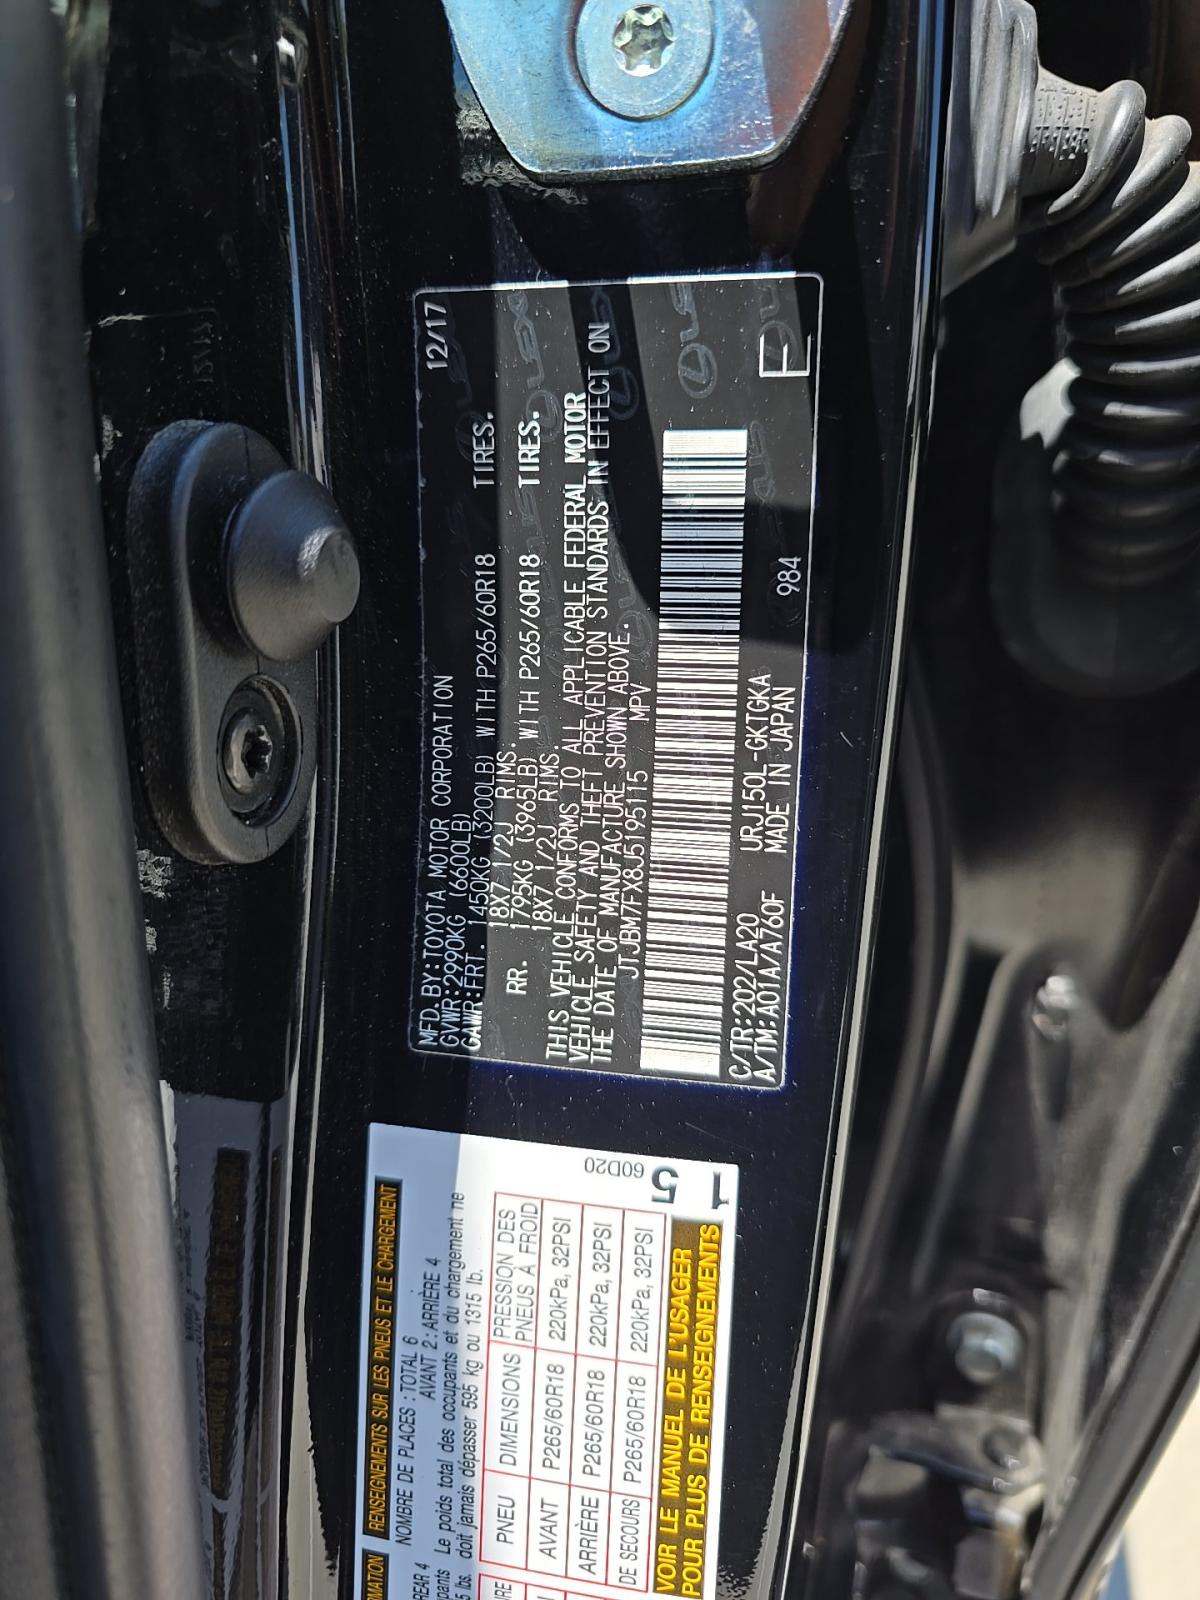 MFD. BY: TOYOTA MOTOR CORPORATION 12/17
GVWR: 2990KG (6600LB)
GAWR: FRT. 1450KG (3200LB) WITH P265/60R18 TIRES.
18X7 1/2J RIMS.
RR. 1795KG (3965LB) WITH P265/60R18 TIRES.
18X7 1/2J RIMS.
THIS VEHICLE CONFORMS TO ALL APPLICABLE FEDERAL MOTOR
VEHICLE SAFETY AND THEFT PREVENTION STANDARDS IN EFFECT ON
THE DATE OF MANUFACTURE SHOWN ABOVE.
JTJBM7FX8J5195115 MPV
C/TR: 202/LA20 URJ150L-GKTGKA
A/TM: A01A/A760F MADE IN JAPAN 984
RENSEIGNEMENTS SUR LES PNEUS ET LE CHARGEMENT
NOMBRE DE PLACES : TOTAL 6
REAR 4 AVANT 2 : ARRIÈRE 4
Le poids total des occupants et du chargement ne
doit jamais dépasser 595 kg ou 1315 lb.
PNEU DIMENSIONS PRESSION DES PNEUS À FROID
AVANT P265/60R18 220kPa, 32PSI
ARRIÈRE P265/60R18 220kPa, 32PSI
DE SECOURS P265/60R18 220kPa, 32PSI
VOIR LE MANUEL DE L'USAGER
POUR PLUS DE RENSEIGNEMENTS
60D20
5
1